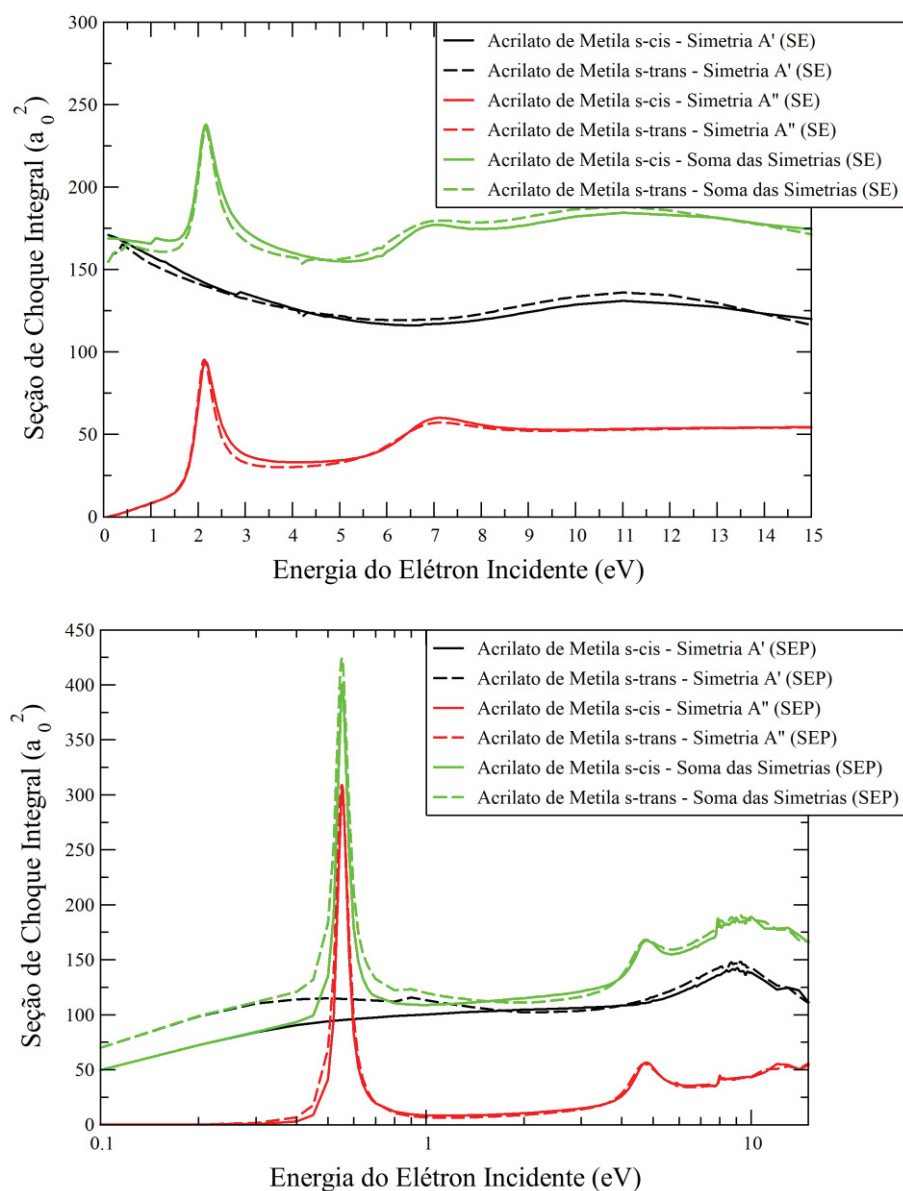 300
250
200
150
100
50
0
Seção de Choque Integral (a₀²)
Acrilato de Metila s-cis - Simetria A' (SE)
Acrilato de Metila s-trans - Simetria A' (SE)
Acrilato de Metila s-cis - Simetria A" (SE)
Acrilato de Metila s-trans - Simetria A" (SE)
Acrilato de Metila s-cis - Soma das Simetrias (SE)
Acrilato de Metila s-trans - Soma das Simetrias (SE)
0 1 2 3 4 5 6 7 8 9 10 11 12 13 14 15
Energia do Elétron Incidente (eV)
450
400
350
300
250
200
150
100
50
0
Seção de Choque Integral (a₀²)
Acrilato de Metila s-cis - Simetria A' (SEP)
Acrilato de Metila s-trans - Simetria A' (SEP)
Acrilato de Metila s-cis - Simetria A" (SEP)
Acrilato de Metila s-trans - Simetria A" (SEP)
Acrilato de Metila s-cis - Soma das Simetrias (SEP)
Acrilato de Metila s-trans - Soma das Simetrias (SEP)
0.1 1 10
Energia do Elétron Incidente (eV)